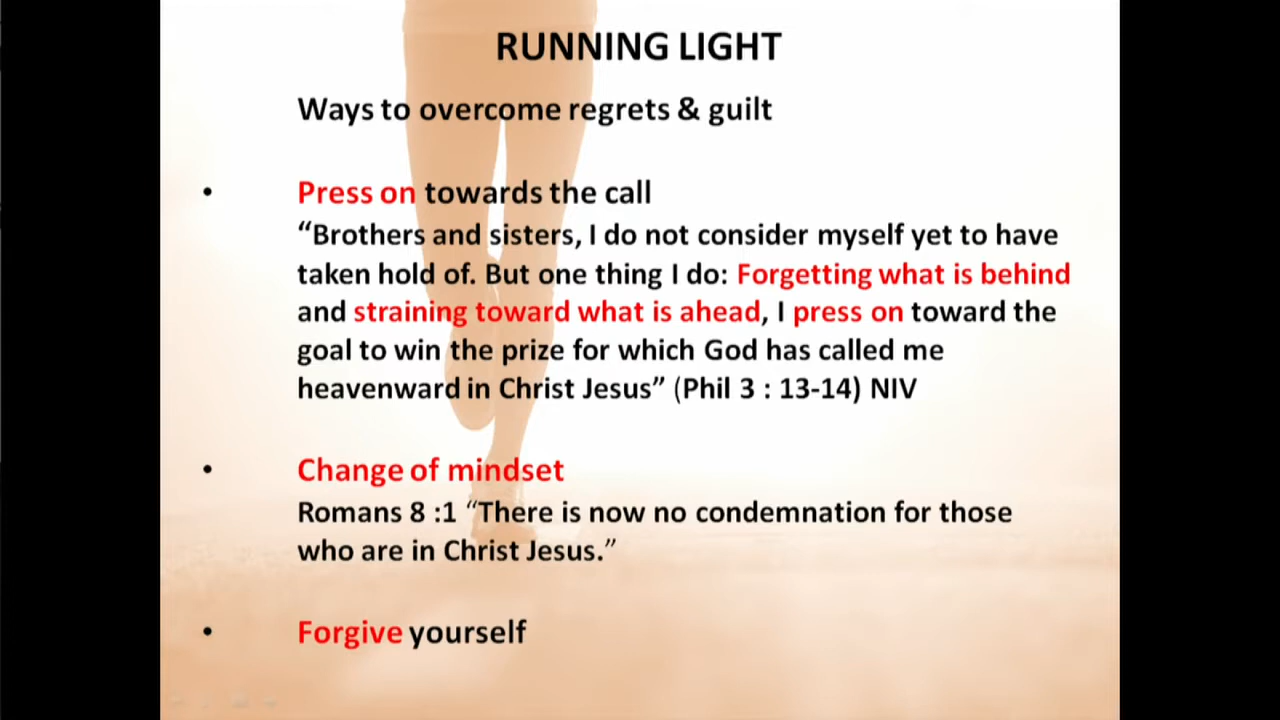 RUNNING LIGHT
Ways to overcome regrets & guilt
• Press on towards the call
“Brothers and sisters, I do not consider myself yet to have
taken hold of. But one thing I do: Forgetting what is behind
and straining toward what is ahead, I press on toward the
goal to win the prize for which God has called me
heavenward in Christ Jesus” (Phil 3 : 13-14) NIV
• Change of mindset
Romans 8 :1 “There is now no condemnation for those
who are in Christ Jesus.”
• Forgive yourself